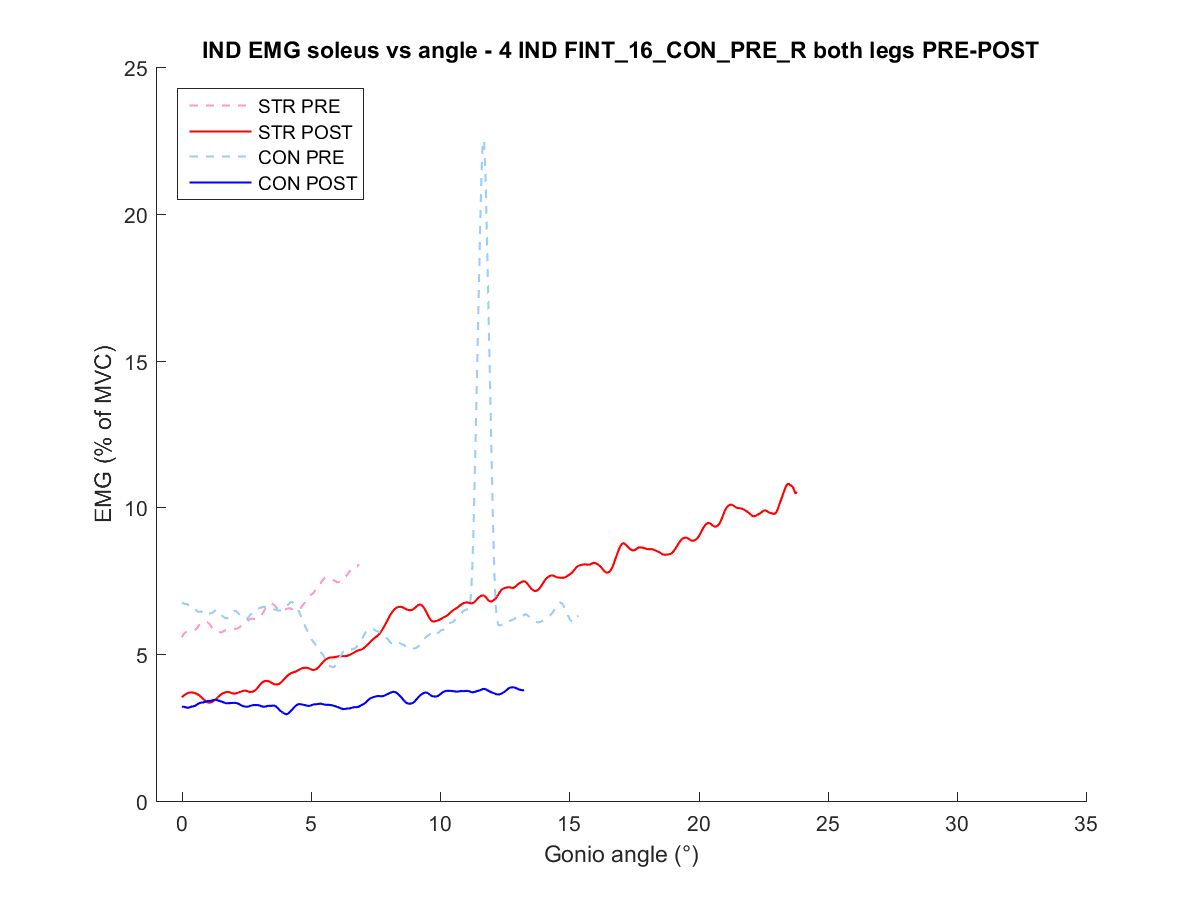 IND EMG soleus vs angle - 4 IND FINT_16_CON_PRE_R both legs PRE-POST
25
20
15
10
5
0
EMG (% of MVC)
STR PRE
STR POST
CON PRE
CON POST
0 5 10 15 20 25 30 35
Gonio angle (°)